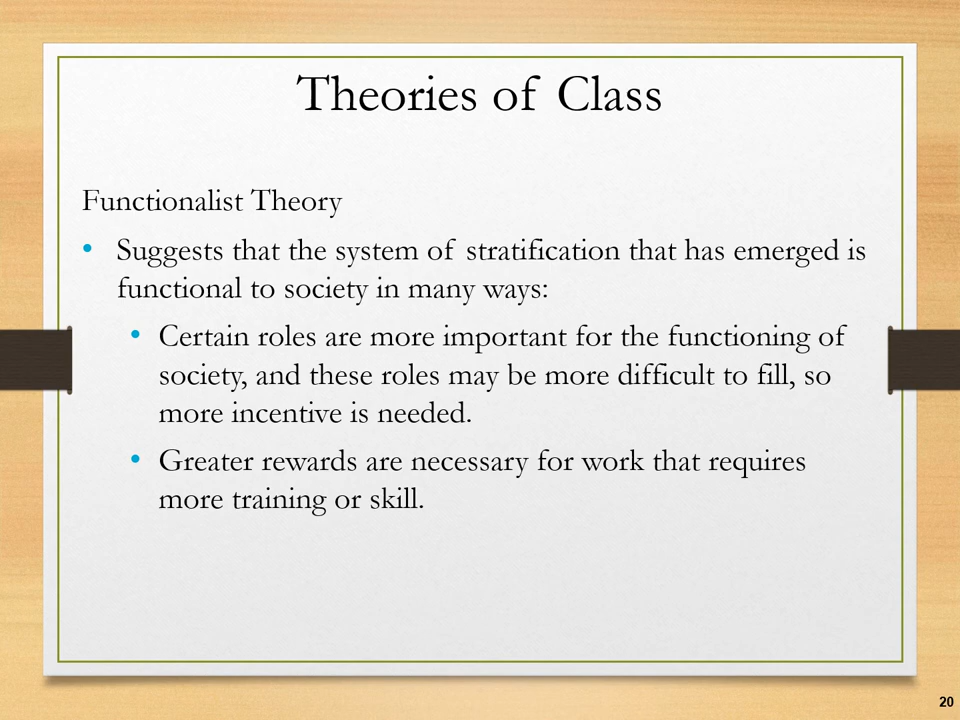 Theories of Class
Functionalist Theory
• Suggests that the system of stratification that has emerged is
functional to society in many ways:
• Certain roles are more important for the functioning of
society, and these roles may be more difficult to fill, so
more incentive is needed.
• Greater rewards are necessary for work that requires
more training or skill.
20